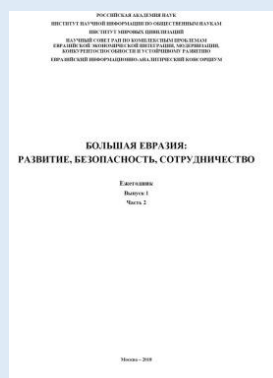 РОССИЙСКАЯ АКАДЕМИЯ НАУК
ИНСТИТУТ НАУЧНОЙ ИНФОРМАЦИИ ПО ОБЩЕСТВЕННЫМ НАУКАМ
ИНСТИТУТ МИРОВЫХ ЦИВИЛИЗАЦИЙ
НАУЧНЫЙ СОВЕТ РАН ПО КОМПЛЕКСНЫМ ПРОБЛЕМАМ
ЕВРАЗИЙСКОЙ ЭКОНОМИЧЕСКОЙ ИНТЕГРАЦИИ, МОДЕРНИЗАЦИИ,
КОНКУРЕНТОСПОСОБНОСТИ И УСТОЙЧИВОМУ РАЗВИТИЮ
ЕВРАЗИЙСКИЙ ИНФОРМАЦИОННО-АНАЛИТИЧЕСКИЙ КОНСОРЦИУМ
БОЛЬШАЯ ЕВРАЗИЯ:
РАЗВИТИЕ, БЕЗОПАСНОСТЬ, СОТРУДНИЧЕСТВО
Ежегодник
Выпуск 1
Часть 2
Москва – 2018